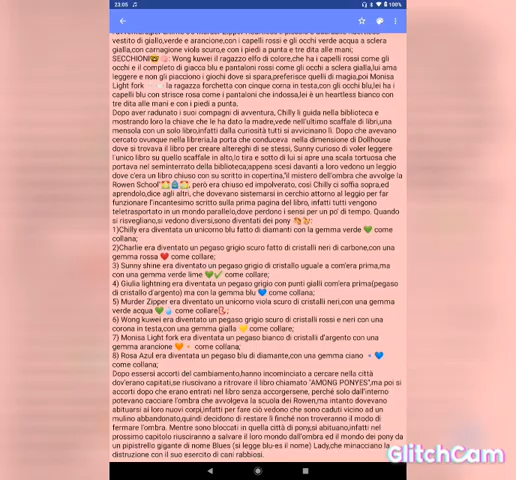 23:05
100%
vestito di giallo,verde e arancione,con i capelli rossi e gli occhi verde acqua a sclera
gialla,con carnagione viola scuro,e con i piedi a punta e tre dita alle mani;
SECCHIONI🤓🧠: Wong kuwei il ragazzo elfo di colore,che ha i capelli rossi come gli
occhi e il completo di giacca blu e pantaloni rossi come gli occhi a sclera gialla,lui ama
leggere e non gli piacciono i giochi dove si spara,preferisce quelli di magia,poi Monisa
Light fork la ragazza forchetta con cinque corna in testa,con gli occhi blu,lei ha i
capelli blu con strisce rosa come i pantaloni che indossa,lei è un heartless bianco con
tre dita alle mani e con i piedi a punta.
Dopo aver radunato i suoi compagni di avventura, Chilly li guida nella biblioteca e
mostrando loro la chiave che le ha dato la madre,vede nell'ultimo scaffale di libri,una
mensola con un solo libro,infatti dalla curiosità tutti si avvicinano lì. Dopo che avevano
cercato ovunque nella libreria,la porta che conduceva nella dimensione di Dollhouse
dove si trovava il libro per creare alteregho di se stessi, Sunny curioso di voler leggere
l'unico libro su quello scaffale in alto,lo tira e sotto di lui si apre una scala tortuosa che
portava nel seminterrato della biblioteca;appena scesi davanti a loro vedono un leggio
dove c'era un libro chiuso con su scritto in copertina,"il mistero dell'ombra che avvolge la
Rowen School", però era chiuso ed impolverato, così Chilly ci soffia sopra,ed
aprendolo,dice agli altri, che dovevano sistemarsi in cerchio attorno al leggio per far
funzionare l'incantesimo scritto sulla prima pagina del libro, infatti tutti vengono
teletrasportato in un mondo parallelo,dove perdono i sensi per un po' di tempo. Quando
si risvegliano,si vedono diversi,sono diventati dei pony
1)Chilly era diventata un unicorno blu fatto di diamanti con la gemma verde 💚 come
collana;
2)Charlie era diventato un pegaso grigio scuro fatto di cristalli neri di carbone,con una
gemma rossa ❤️ come collare;
3) Sunny shine era diventato un pegaso grigio di cristallo uguale a com'era prima,ma
con una gemma verde lime 💚✅ come collare;
4) Giulia lightning era diventata un pegaso grigio con punti gialli com'era prima(pegaso
di cristallo d'argento) ma con la gemma blu 💙 come collana;
5) Murder Zipper era diventato un unicorno viola scuro di cristalli neri,con una gemma
verde acqua 💚💧 come collare;
6) Wong kuwei era diventato un pegaso grigio scuro di cristalli rossi e neri con una
corona in testa,con una gemma gialla 💛 come collare;
7) Monisa Light fork era diventata un pegaso bianco di cristalli d'argento con una
gemma arancione 🧡🔸 come collana;
8) Rosa Azul era diventata un pegaso blu di diamante,con una gemma ciano 🔹💙
come collana;
Dopo essersi accorti del cambiamento,hanno incominciato a cercare nella città
dov'erano capitati,se riuscivano a ritrovare il libro chiamato "AMONG PONYES",ma poi si
accorti dopo che erano entrati nel libro senza accorgersene, perché solo dall'interno
potevano cacciare l'ombra che avvolgeva la scuola dei Rowen,ma intanto dovevano
abituarsi ai loro nuovi corpi,infatti per fare ciò vedono che sono caduti vicino ad un
mulino abbandonato,quindi decidono di restare lì finché non troveranno il modo di
fermare l'ombra. Mentre sono bloccati in quella città di pony,si abituano,infatti nel
prossimo capitolo riusciranno a salvare il loro mondo dall'ombra ed il mondo dei pony da
un pipistrello gigante di nome Blues (si legge blu-es il nome) Lady,che minacciano la
distruzione con il suo esercito di cani rabbiosi.
GlitchCam